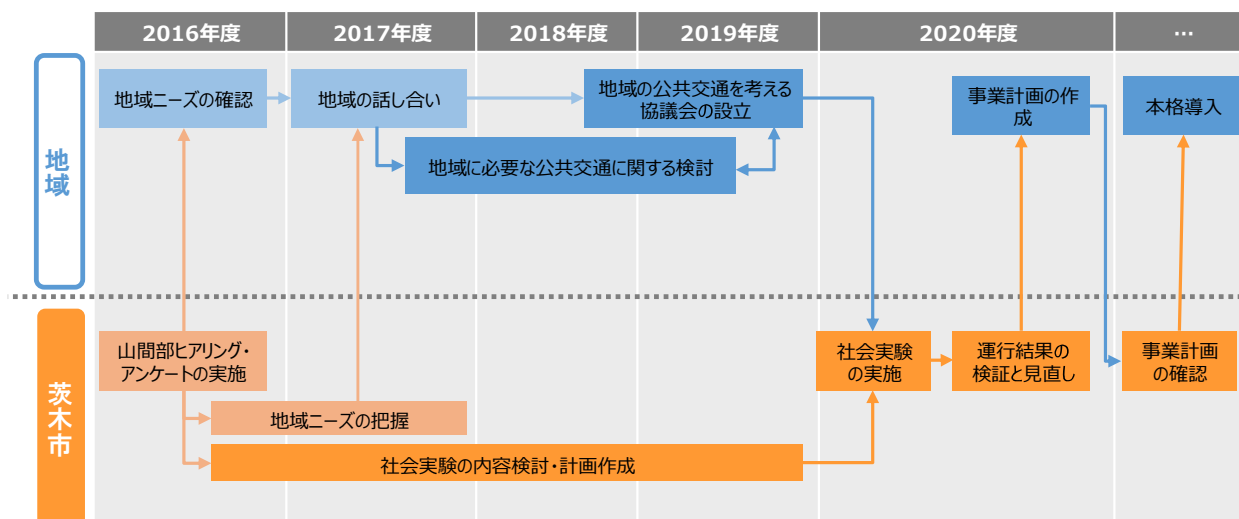 2016年度
2017年度
2018年度
2019年度
2020年度
…
地域
地域ニーズの確認
地域の話し合い
地域の公共交通を考える
協議会の設立
事業計画の作
成
本格導入
地域に必要な公共交通に関する検討
茨木市
山間部ヒアリング・
アンケートの実施
社会実験
の実施
運行結果の
検証と見直し
事業計画
の確認
地域ニーズの把握
社会実験の内容検討・計画作成